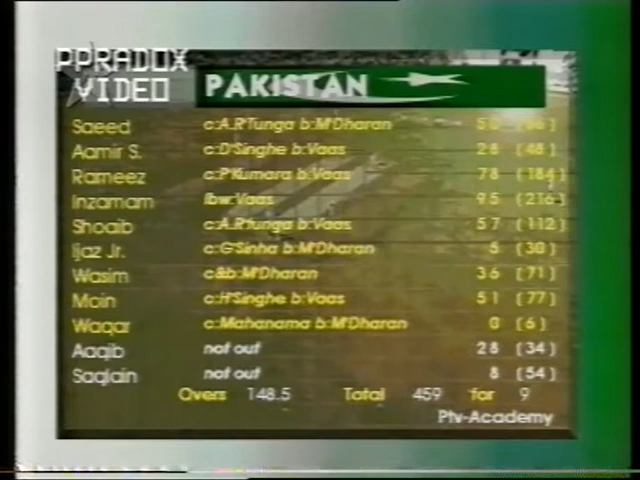 PPRADOX
VIDEO
PAKISTAN
Saeed c:A.R'Tunga b:M'Dharan 50
Aamir S. c:D'Singhe b:Vaas 28 (48)
Rameez c:P'Kumara b:Vaas 78 (184)
Inzamam lbw:Vaas 95 (216)
Shoaib c:A.R'tunga b:Vaas 57 (112)
Ijaz Jr. c:G'Sinha b:M'Dharan 5 (30)
Wasim c&b:M'Dharan 36 (71)
Moin c:H'Singhe b:Vaas 51 (77)
Waqar c:Mahanama b:M'Dharan 0 (6)
Aaqib not out 28 (34)
Saqlain not out 8 (54)
Overs 148.5 Total 459 for 9
Ptv-Academy